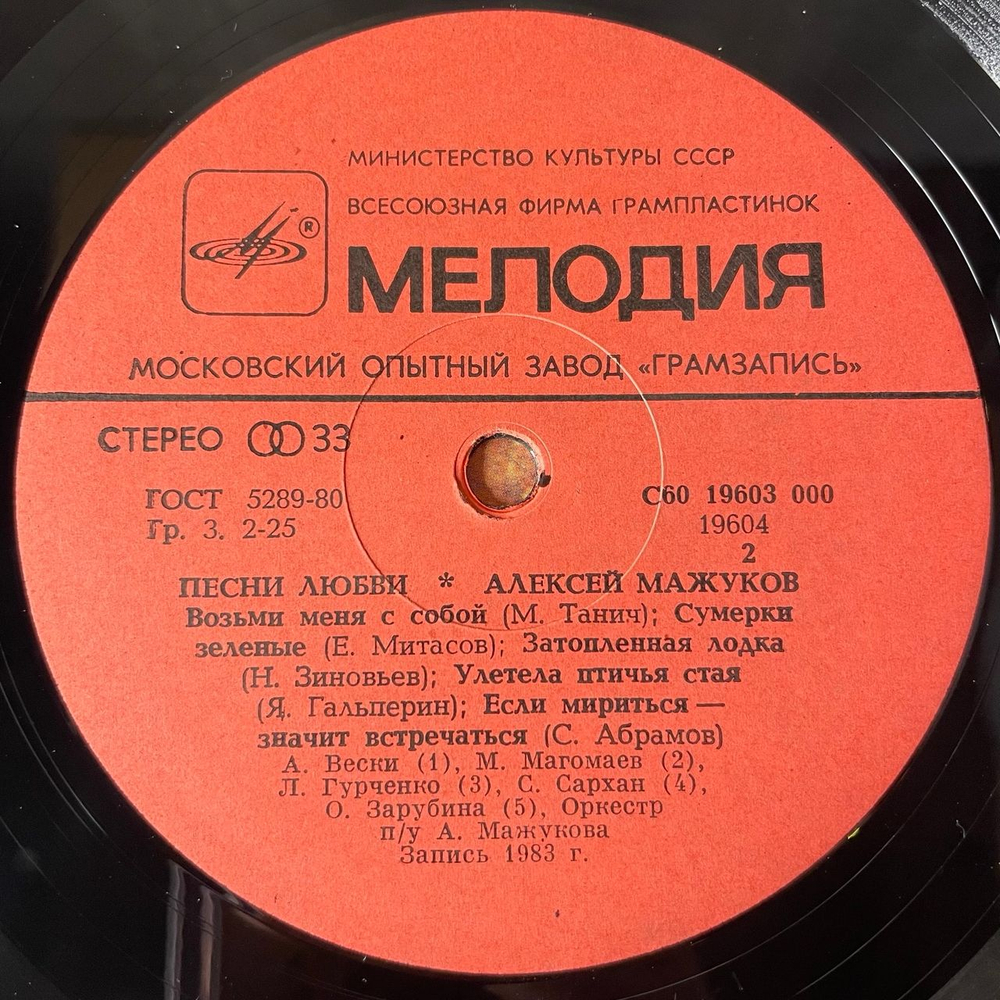 МИНИСТЕРСТВО КУЛЬТУРЫ СССР
ВСЕСОЮЗНАЯ ФИРМА ГРАМПЛАСТИНОК
®
МЕЛОДИЯ
МОСКОВСКИЙ ОПЫТНЫЙ ЗАВОД «ГРАМЗАПИСЬ»
СТЕРЕО 33
ГОСТ 5289-80
Гр. 3. 2-25
С60 19603 000
19604
2
ПЕСНИ ЛЮБВИ * АЛЕКСЕЙ МАЖУКОВ
Возьми меня с собой (М. Танич); Сумерки
зеленые (Е. Митасов); Затопленная лодка
(Н. Зиновьев); Улетела птичья стая
(Я. Гальперин); Если мириться —
значит встречаться (С. Абрамов)
А. Вески (1), М. Магомаев (2),
Л. Гурченко (3), С. Сархан (4),
О. Зарубина (5), Оркестр
п/у А. Мажукова
Запись 1983 г.